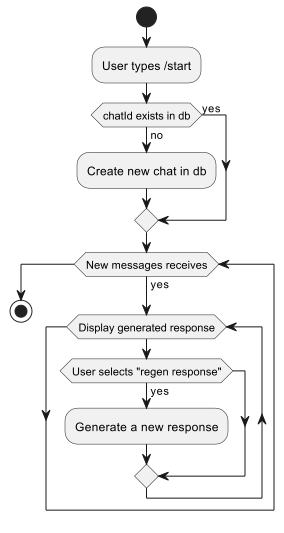 User types /start
chatId exists in db
yes
no
Create new chat in db
New messages receives
yes
Display generated response
User selects "regen response"
yes
Generate a new response